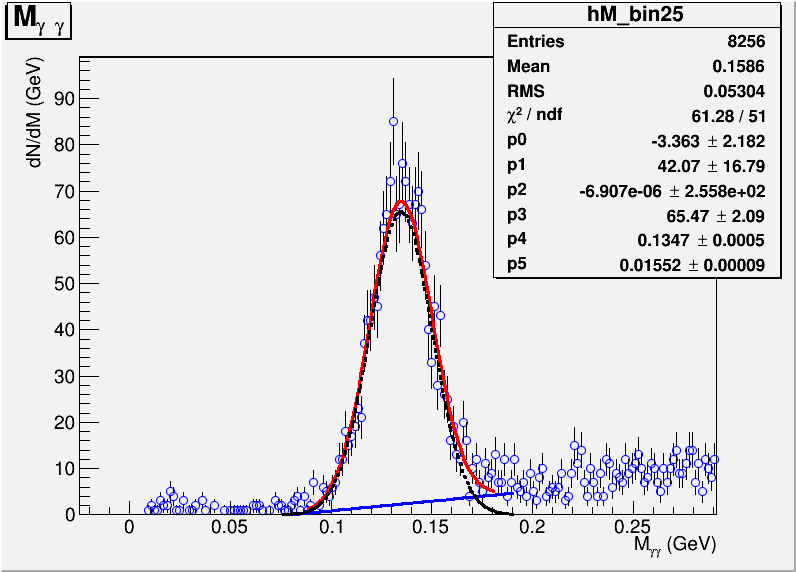 Mγ γ
hM_bin25
Entries 8256
Mean 0.1586
RMS 0.05304
χ² / ndf 61.28 / 51
p0 -3.363 ± 2.182
p1 42.07 ± 16.79
p2 -6.907e-06 ± 2.558e+02
p3 65.47 ± 2.09
p4 0.1347 ± 0.0005
p5 0.01552 ± 0.00009
dN/dM (GeV)
90
80
70
60
50
40
30
20
10
0
0 0.05 0.1 0.15 0.2 0.25
Mγγ (GeV)